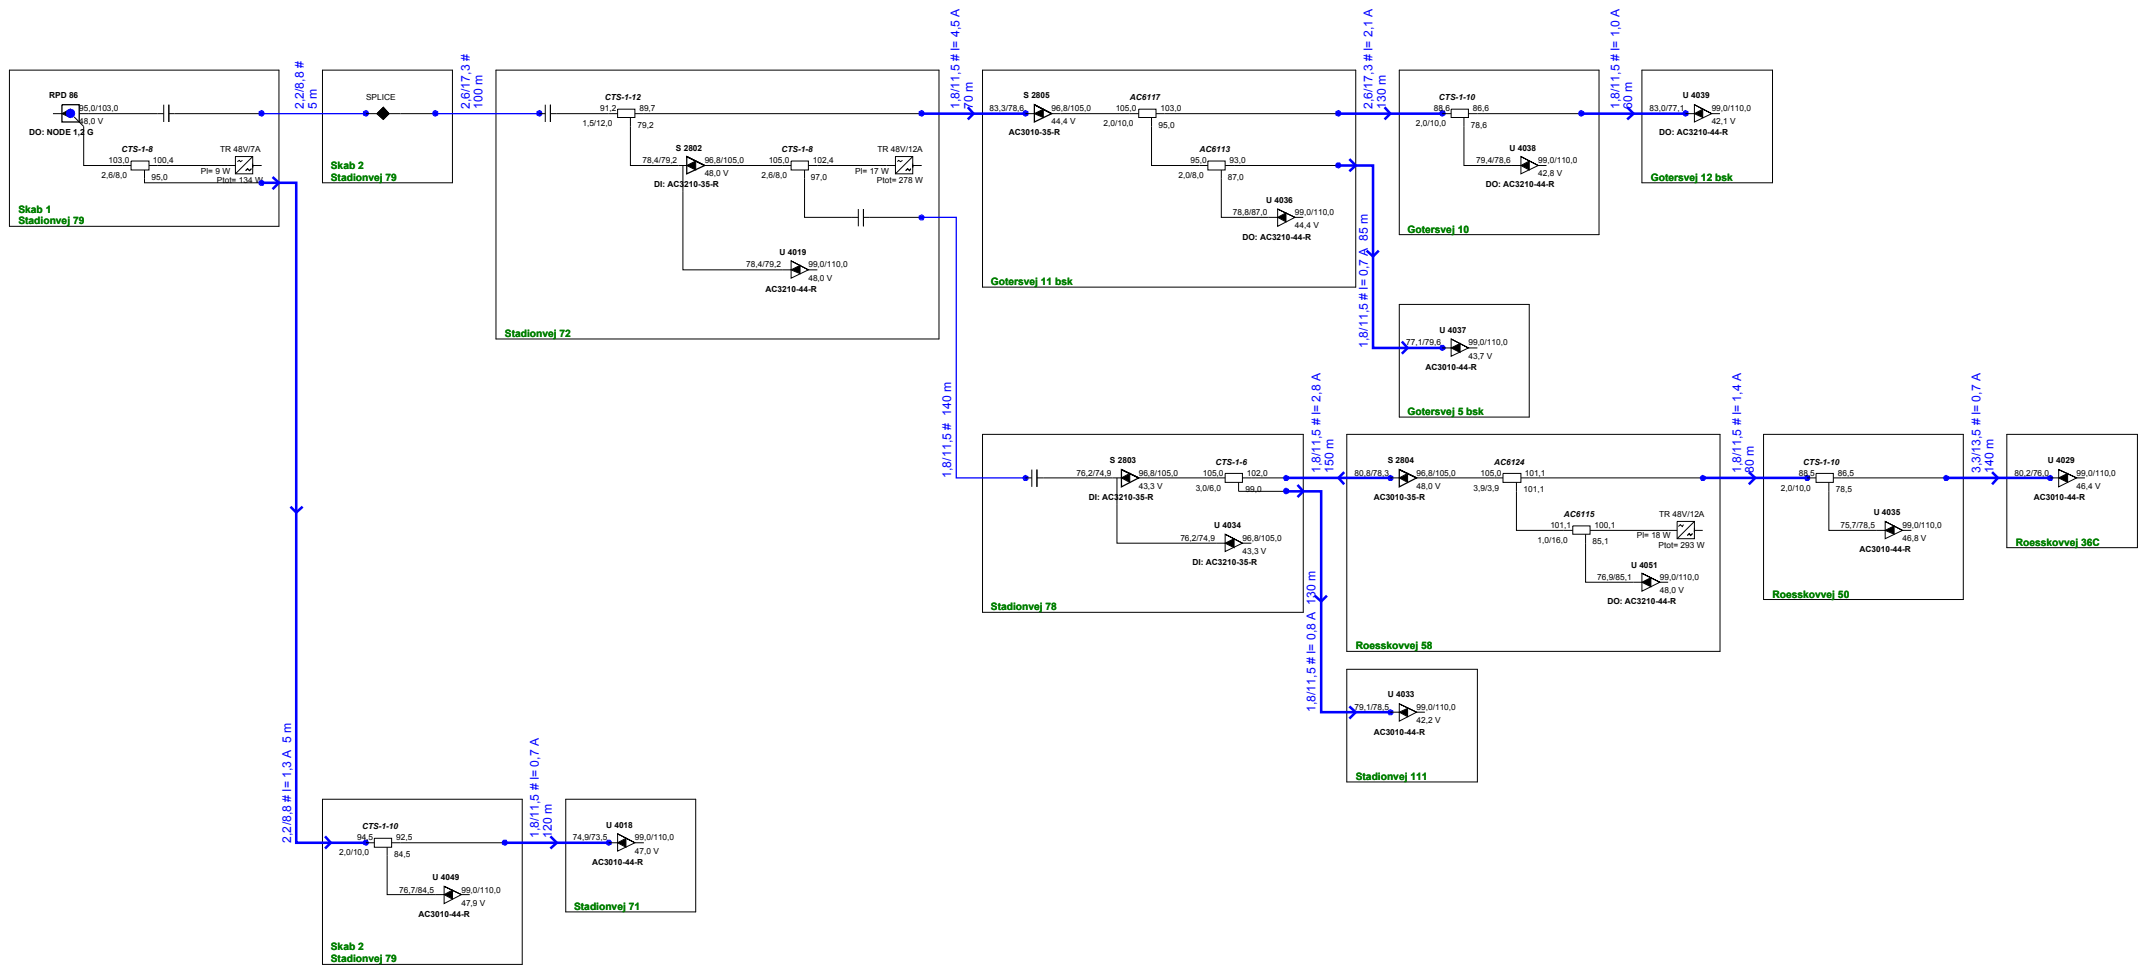 RPD 86
95,0/103,0
48,0 V
DO: NODE 1,2 G
CTS-1-8
103,0
100,4
2,6/8,0
95,0
TR 48V/7A
Pl= 9 W
Ptot= 134 W
Skab 1
Stadionvej 79
2,2/8,8 #
5 m
SPLICE
Skab 2
Stadionvej 79
2,6/17,3 #
100 m
CTS-1-12
91,2
89,7
1,5/12,0
79,2
S 2802
78,4/79,2
96,8/105,0
48,0 V
DI: AC3210-35-R
CTS-1-8
105,0
102,4
2,6/8,0
97,0
TR 48V/12A
Pl= 17 W
Ptot= 278 W
U 4019
78,4/79,2
99,0/110,0
48,0 V
AC3210-44-R
Stadionvej 72
1,8/11,5 # I= 4,5 A
70 m
S 2805
83,3/78,6
96,8/105,0
44,4 V
AC3010-35-R
AC6117
105,0
103,0
2,0/10,0
95,0
AC6113
95,0
93,0
2,0/8,0
87,0
U 4036
78,8/87,0
99,0/110,0
44,4 V
DO: AC3210-44-R
Gotersvej 11 bsk
2,6/17,3 # I= 2,1 A
130 m
CTS-1-10
88,6
86,6
2,0/10,0
78,6
U 4038
79,4/78,6
99,0/110,0
42,8 V
DO: AC3210-44-R
Gotersvej 10
1,8/11,5 # I= 1,0 A
60 m
U 4039
83,0/77,1
99,0/110,0
42,1 V
DO: AC3210-44-R
Gotersvej 12 bsk
1,8/11,5 # I= 0,7 A 85 m
U 4037
77,1/79,6
99,0/110,0
43,7 V
AC3010-44-R
Gotersvej 5 bsk
1,8/11,5 # 140 m
S 2803
76,2/74,9
96,8/105,0
43,3 V
DI: AC3210-35-R
CTS-1-6
105,0
102,0
3,0/6,0
99,0
U 4034
76,2/74,9
96,8/105,0
43,3 V
DI: AC3210-35-R
Stadionvej 78
1,8/11,5 # I= 2,8 A
150 m
S 2804
80,8/78,3
96,8/105,0
48,0 V
AC3010-35-R
AC6124
105,0
101,1
3,9/3,9
101,1
AC6115
101,1
100,1
1,0/16,0
85,1
TR 48V/12A
Pl= 18 W
Ptot= 293 W
U 4051
76,9/85,1
99,0/110,0
48,0 V
DO: AC3210-44-R
Roesskovvej 58
1,8/11,5 # I= 1,4 A
80 m
CTS-1-10
88,5
86,5
2,0/10,0
78,5
U 4035
75,7/78,5
99,0/110,0
46,8 V
AC3010-44-R
Roesskovvej 50
3,3/13,5 # I= 0,7 A
140 m
U 4029
80,2/76,0
99,0/110,0
46,4 V
AC3010-44-R
Roesskovvej 36C
1,8/11,5 # I= 0,8 A 130 m
U 4033
79,1/78,5
99,0/110,0
42,2 V
AC3010-44-R
Stadionvej 111
2,2/8,8 # I= 1,3 A 5 m
CTS-1-10
94,5
92,5
2,0/10,0
84,5
U 4049
76,7/84,5
99,0/110,0
47,9 V
AC3010-44-R
Skab 2
Stadionvej 79
1,8/11,5 # I= 0,7 A
120 m
U 4018
74,9/73,5
99,0/110,0
47,0 V
AC3010-44-R
Stadionvej 71